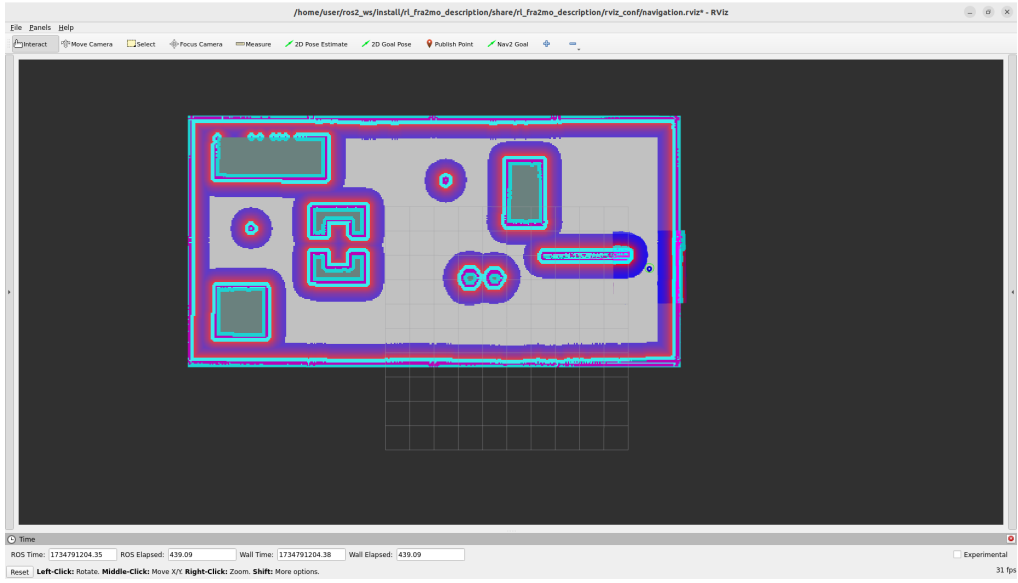 /home/user/ros2_ws/install/rl_fra2mo_description/share/rl_fra2mo_description/rviz_conf/navigation.rviz* - RViz
File Panels Help
Interact Move Camera Select Focus Camera Measure 2D Pose Estimate 2D Goal Pose Publish Point Nav2 Goal
Time
ROS Time: 1734791204.35 ROS Elapsed: 439.09 Wall Time: 1734791204.38 Wall Elapsed: 439.09 Experimental
Reset Left-Click: Rotate. Middle-Click: Move X/Y. Right-Click: Zoom. Shift: More options. 31 fps